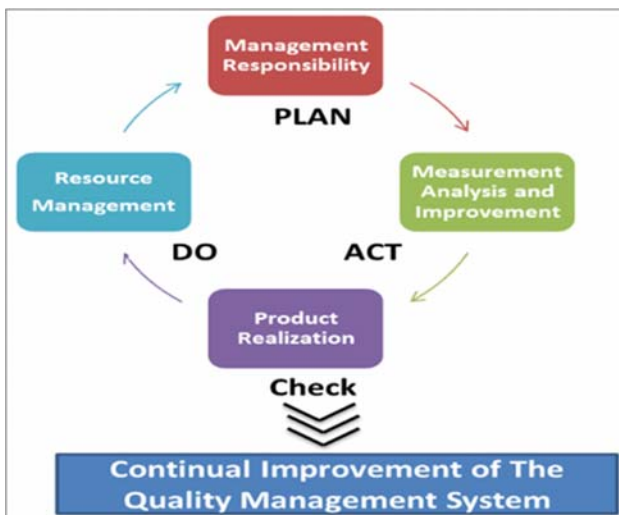 Management
Responsibility
PLAN
Resource
Management
Measurement
Analysis and
Improvement
DO
ACT
Product
Realization
Check
Continual Improvement of The
Quality Management System